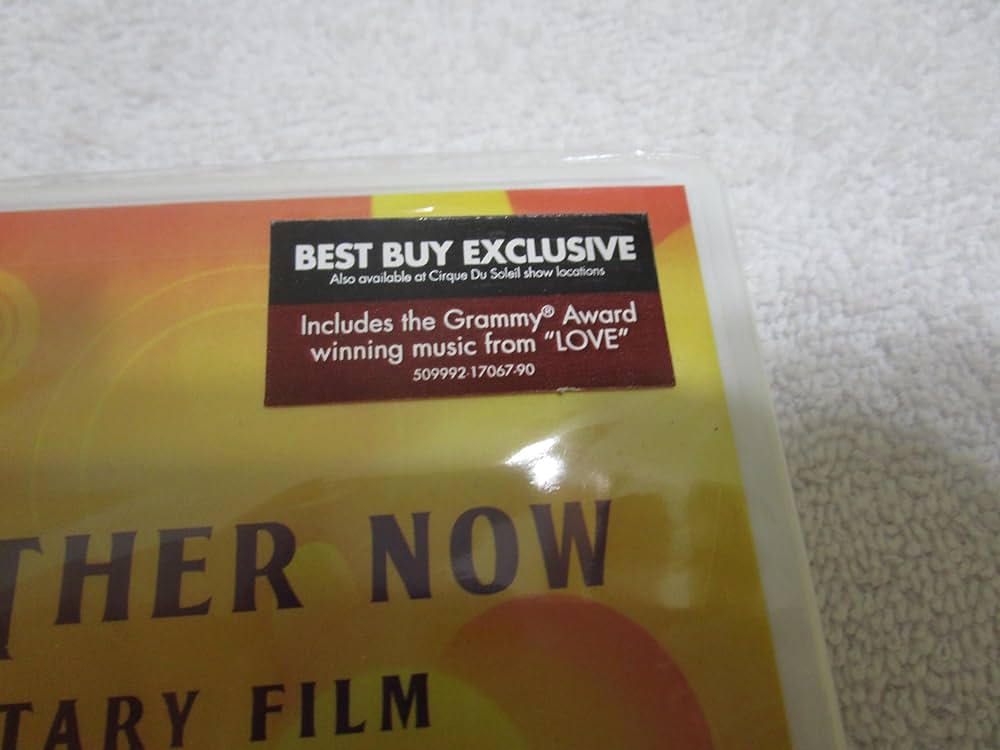 BEST BUY EXCLUSIVE
Also available at Cirque Du Soleil show locations
Includes the Grammy® Award
winning music from "LOVE"
509992-17067-90
THER NOW
TARY FILM